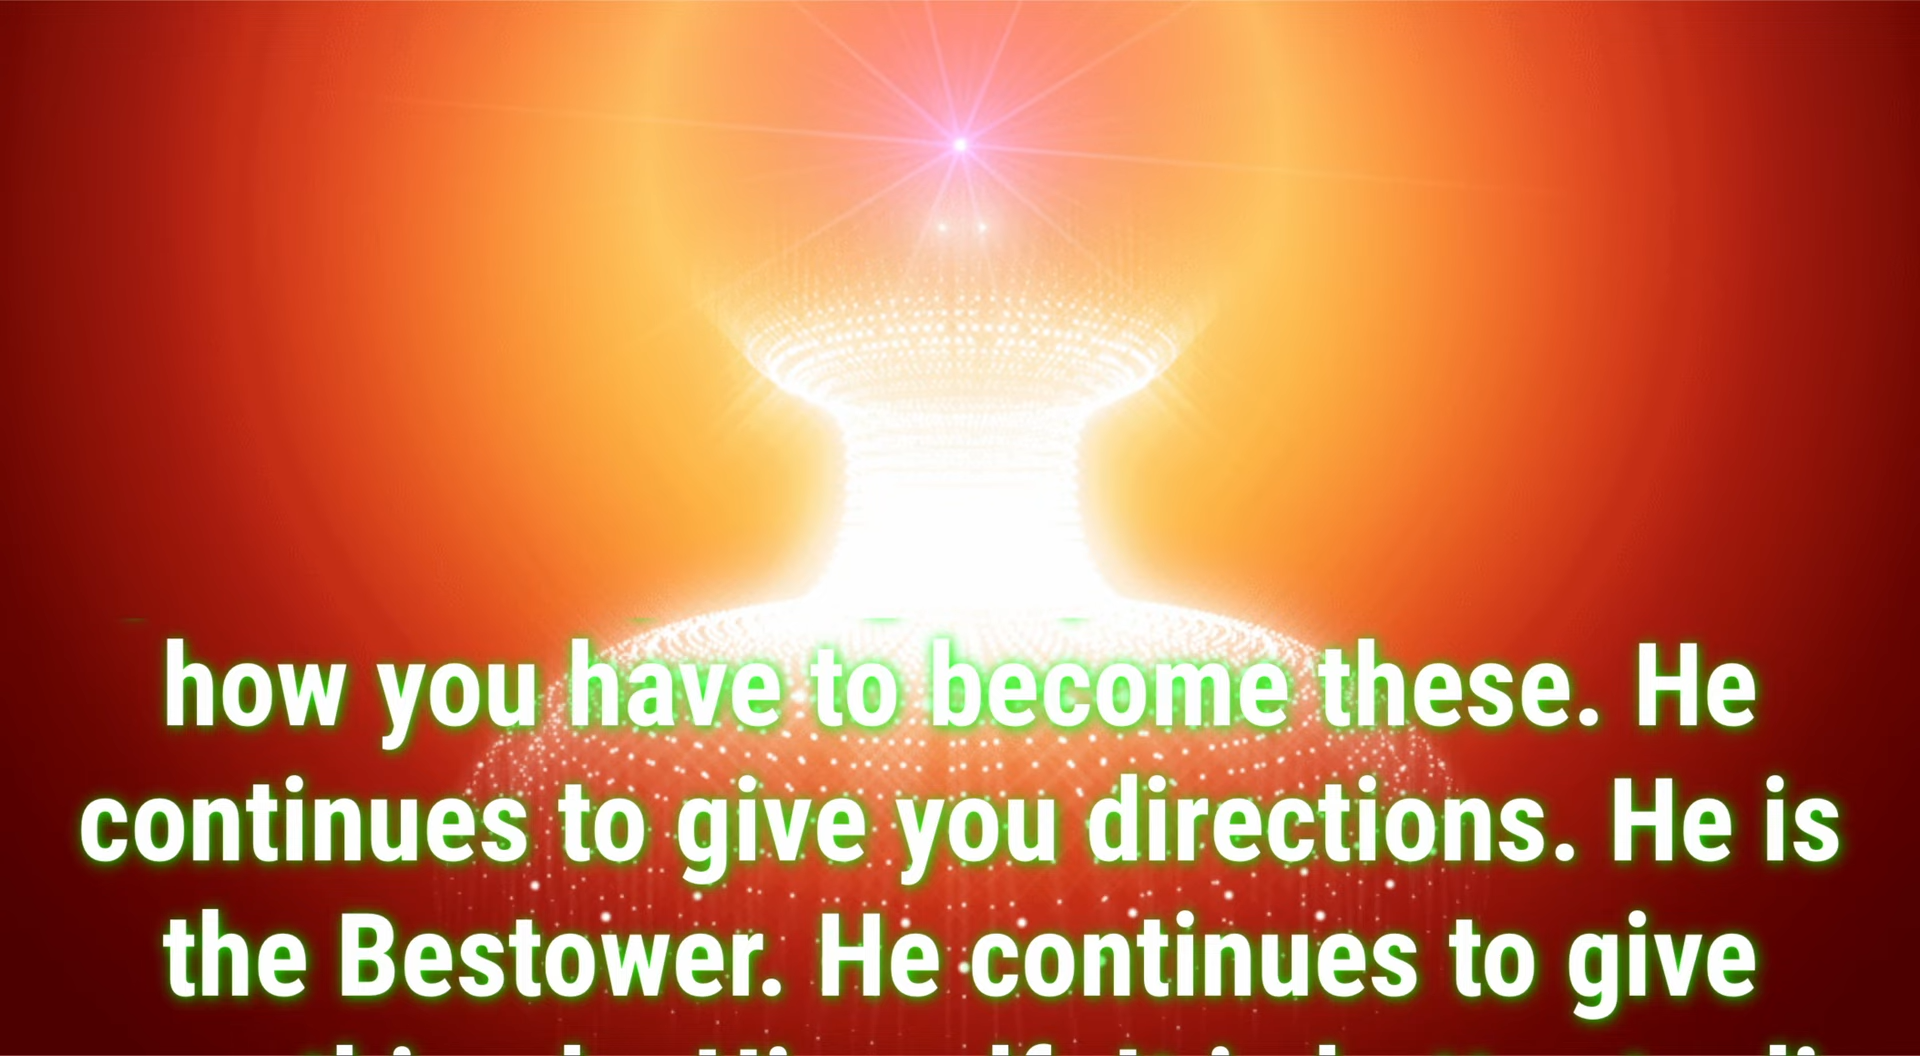 how you have to become these. He
continues to give you directions. He is
the Bestower. He continues to give